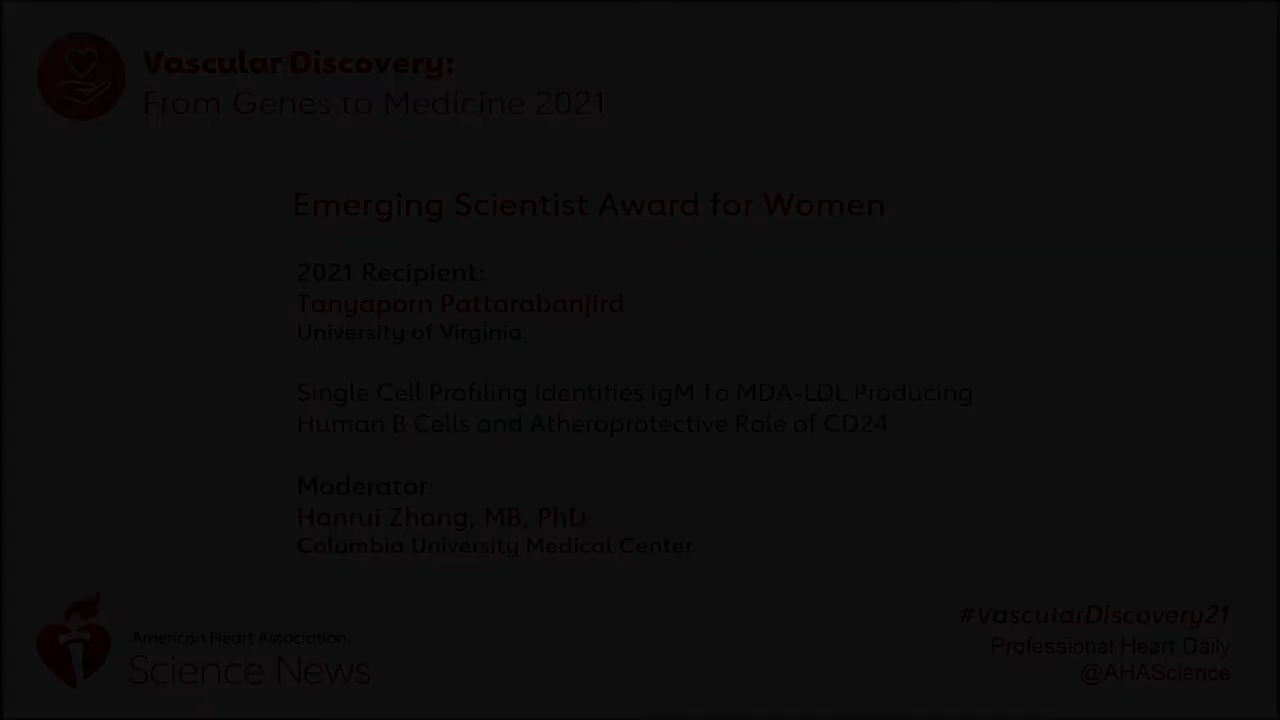 Vascular Discovery:
From Genes to Medicine 2021
Emerging Scientist Award for Women
2021 Recipient:
Tanyaporn Pattarabanjird
University of Virginia
Single Cell Profiling Identifies IgM To MDA-LDL Producing
Human B Cells and Atheroprotective Role of CD24
Moderator:
Hanrui Zhang, MB, PhD
Columbia University Medical Center
American Heart Association.
Science News
#VascularDiscovery21
Professional Heart Daily
@AHAScience